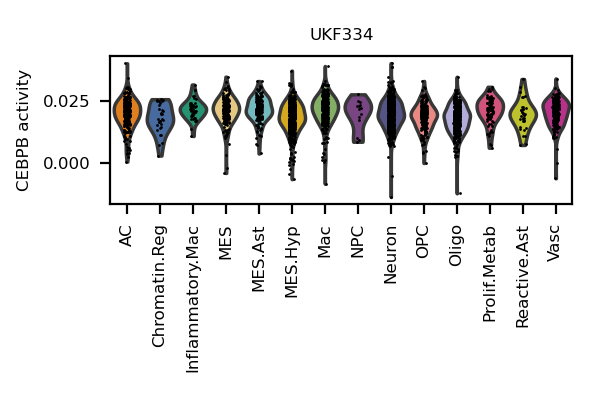 UKF334
CEBPB activity
0.025
0.000
AC
Chromatin.Reg
Inflammatory.Mac
MES
MES.Ast
MES.Hyp
Mac
NPC
Neuron
OPC
Oligo
Prolif.Metab
Reactive.Ast
Vasc